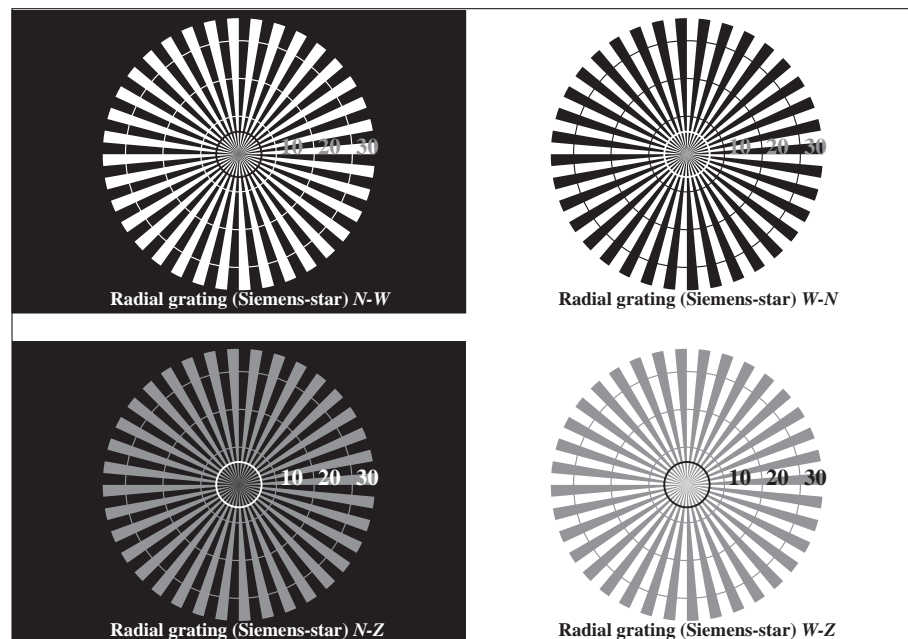 10 20 30
Radial grating (Siemens-star) N-W
10 20 30
Radial grating (Siemens-star) W-N
10 20 30
Radial grating (Siemens-star) N-Z
10 20 30
Radial grating (Siemens-star) W-Z